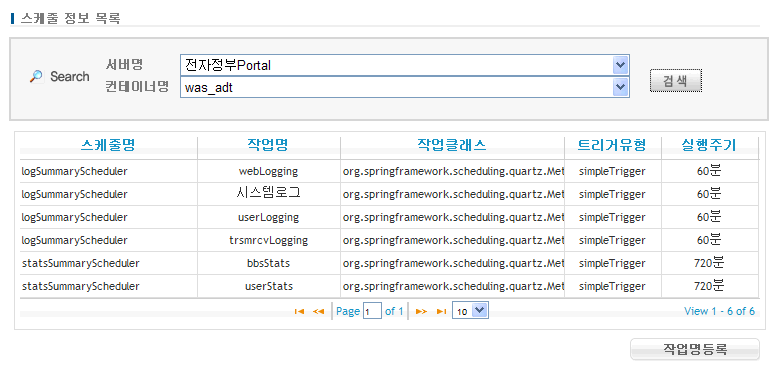 스케줄 정보 목록
Search 서버명 전자정부Portal 검색
컨테이너명 was_adt
스케줄명 작업명 작업클래스 트리거유형 실행주기
logSummaryScheduler webLogging org.springframework.scheduling.quartz.Met simpleTrigger 60분
logSummaryScheduler 시스템로그 org.springframework.scheduling.quartz.Met simpleTrigger 60분
logSummaryScheduler userLogging org.springframework.scheduling.quartz.Met simpleTrigger 60분
logSummaryScheduler trsmrcvLogging org.springframework.scheduling.quartz.Met simpleTrigger 60분
statsSummaryScheduler bbsStats org.springframework.scheduling.quartz.Met simpleTrigger 720분
statsSummaryScheduler userStats org.springframework.scheduling.quartz.Met simpleTrigger 720분
Page 1 of 1 10 View 1 - 6 of 6
작업명등록